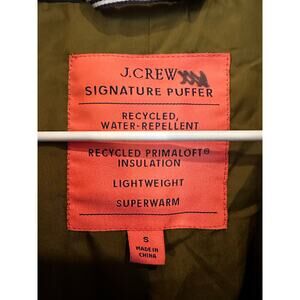 J.CREW
SIGNATURE PUFFER
RECYCLED,
WATER-REPELLENT
RECYCLED PRIMALOFT®
INSULATION
LIGHTWEIGHT
SUPERWARM
S
MADE IN
CHINA